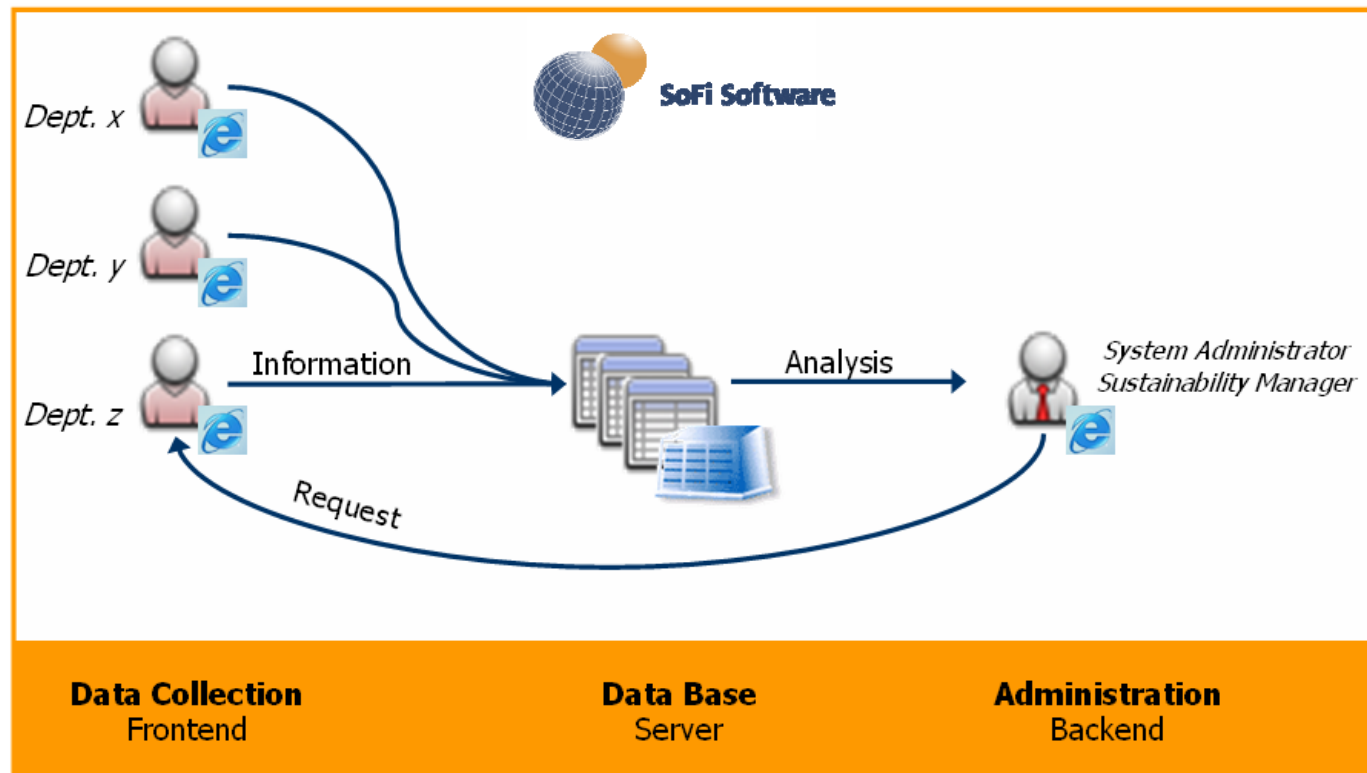 SoFi Software
Dept. x
Dept. y
Dept. z
Information
Analysis
System Administrator
Sustainability Manager
Request
Data Collection
Frontend
Data Base
Server
Administration
Backend